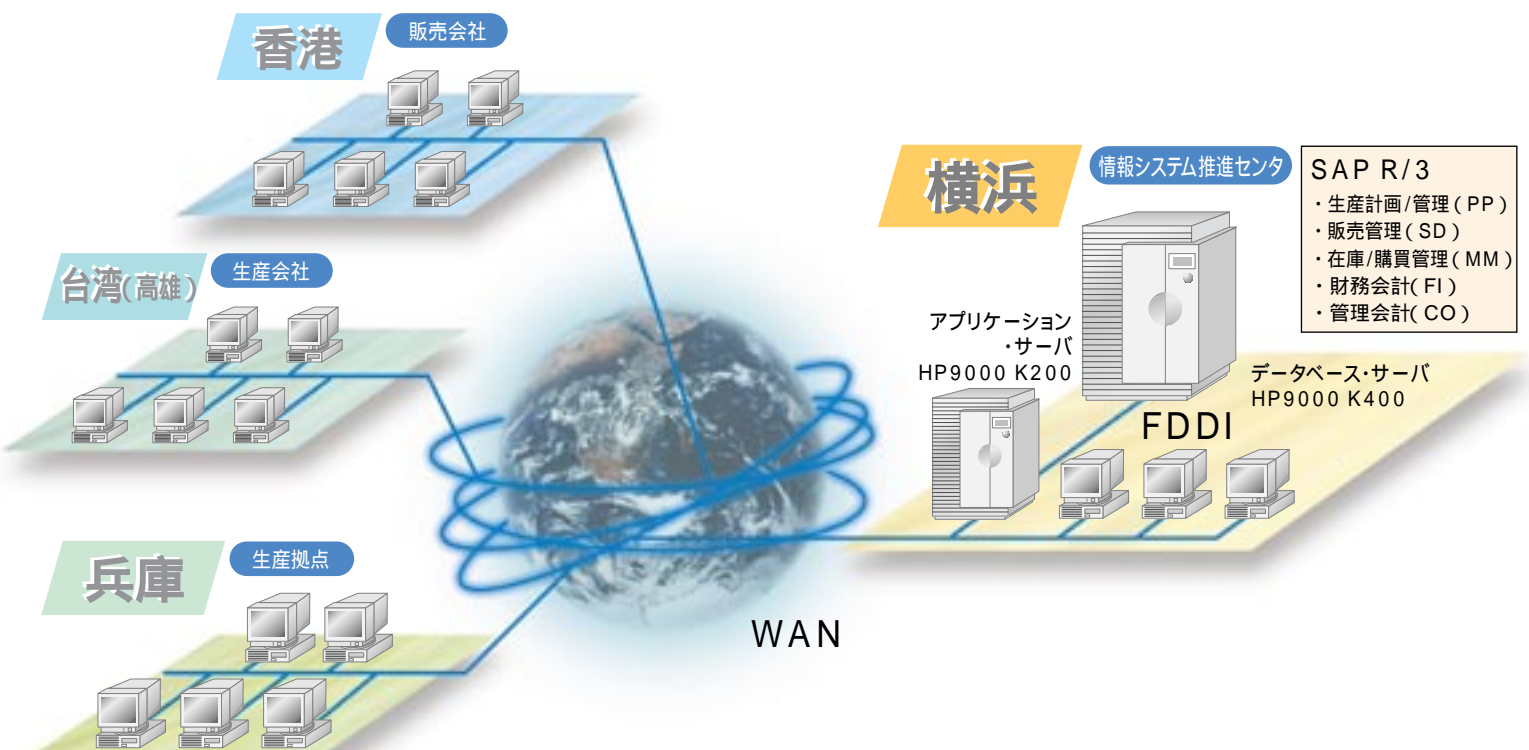 香港
販売会社
台湾(高雄)
生産会社
兵庫
生産拠点
WAN
横浜
情報システム推進センタ
SAP R/3
・生産計画/管理(PP)
・販売管理(SD)
・在庫/購買管理(MM)
・財務会計(FI)
・管理会計(CO)
アプリケーション
・サーバ
HP9000 K200
データベース・サーバ
HP9000 K400
FDDI